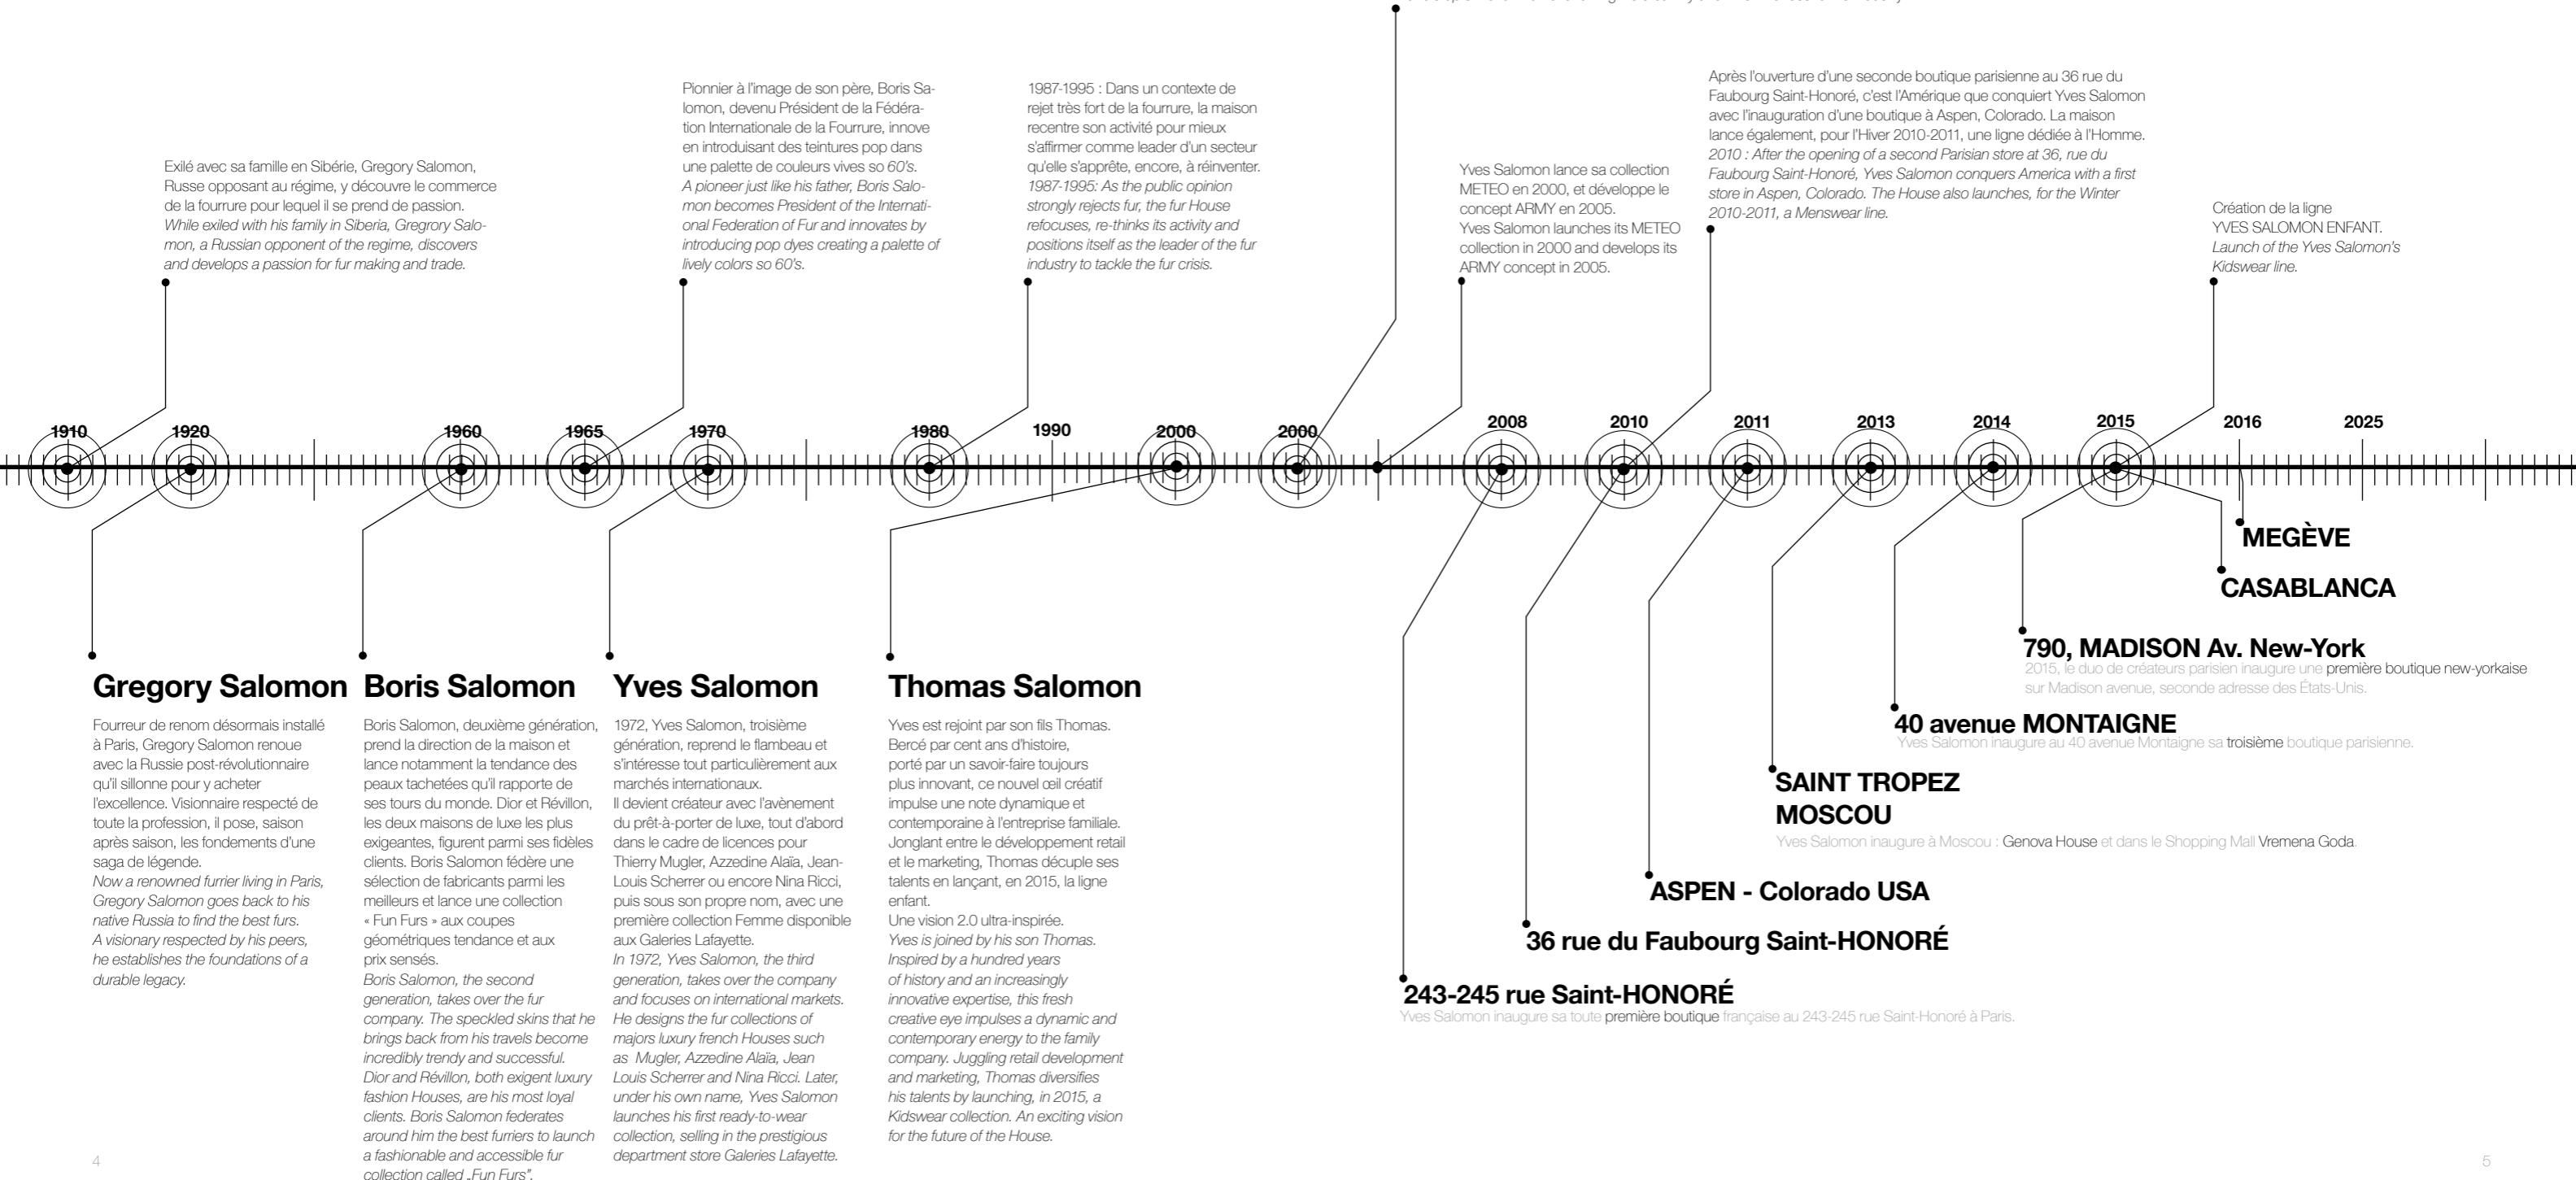 Exilé avec sa famille en Sibérie, Gregory Salomon,
Russe opposant au régime, y découvre le commerce
de la fourrure pour lequel il se prend de passion.
While exiled with his family in Siberia, Gregrory Salo-
mon, a Russian opponent of the regime, discovers
and develops a passion for fur making and trade.
Pionnier à l'image de son père, Boris Sa-
lomon, devenu Président de la Fédéra-
tion Internationale de la Fourrure, innove
en introduisant des teintures pop dans
une palette de couleurs vives so 60's.
A pioneer just like his father, Boris Salo-
mon becomes President of the Internati-
onal Federation of Fur and innovates by
introducing pop dyes creating a palette of
lively colors so 60's.
1987-1995 : Dans un contexte de
rejet très fort de la fourrure, la maison
recentre son activité pour mieux
s'affirmer comme leader d'un secteur
qu'elle s'apprête, encore, à réinventer.
1987-1995: As the public opinion
strongly rejects fur, the fur House
refocuses, re-thinks its activity and
positions itself as the leader of the fur
industry to tackle the fur crisis.
Yves Salomon lance sa collection
METEO en 2000, et développe le
concept ARMY en 2005.
Yves Salomon launches its METEO
collection in 2000 and develops its
ARMY concept in 2005.
Après l'ouverture d'une seconde boutique parisienne au 36 rue du
Faubourg Saint-Honoré, c'est l'Amérique que conquiert Yves Salomon
avec l'inauguration d'une boutique à Aspen, Colorado. La maison
lance également, pour l'Hiver 2010-2011, une ligne dédiée à l'Homme.
2010 : After the opening of a second Parisian store at 36, rue du
Faubourg Saint-Honoré, Yves Salomon conquers America with a first
store in Aspen, Colorado. The House also launches, for the Winter
2010-2011, a Menswear line.
Création de la ligne
YVES SALOMON ENFANT.
Launch of the Yves Salomon's
Kidswear line.
1910
1920
1960
1965
1970
1980
1990
2000
2000
2008
2010
2011
2013
2014
2015
2016
2025
Gregory Salomon
Fourreur de renom désormais installé
à Paris, Gregory Salomon renoue
avec la Russie post-révolutionnaire
qu'il sillonne pour y acheter
l'excellence. Visionnaire respecté de
toute la profession, il pose, saison
après saison, les fondements d'une
saga de légende.
Now a renowned furrier living in Paris,
Gregory Salomon goes back to his
native Russia to find the best furs.
A visionary respected by his peers,
he establishes the foundations of a
durable legacy.
Boris Salomon
Boris Salomon, deuxième génération,
prend la direction de la maison et
lance notamment la tendance des
peaux tachetées qu'il rapporte de
ses tours du monde. Dior et Révillon,
les deux maisons de luxe les plus
exigeantes, figurent parmi ses fidèles
clients. Boris Salomon fédère une
sélection de fabricants parmi les
meilleurs et lance une collection
« Fun Furs » aux coupes
géométriques tendance et aux
prix sensés.
Boris Salomon, the second
generation, takes over the fur
company. The speckled skins that he
brings back from his travels become
incredibly trendy and successful.
Dior and Révillon, both exigent luxury
fashion Houses, are his most loyal
clients. Boris Salomon federates
around him the best furriers to launch
a fashionable and accessible fur
collection called „Fun Furs".
Yves Salomon
1972, Yves Salomon, troisième
génération, reprend le flambeau et
s'intéresse tout particulièrement aux
marchés internationaux.
Il devient créateur avec l'avènement
du prêt-à-porter de luxe, tout d'abord
dans le cadre de licences pour
Thierry Mugler, Azzedine Alaïa, Jean-
Louis Scherrer ou encore Nina Ricci,
puis sous son propre nom, avec une
première collection Femme disponible
aux Galeries Lafayette.
In 1972, Yves Salomon, the third
generation, takes over the company
and focuses on international markets.
He designs the fur collections of
majors luxury french Houses such
as  Mugler, Azzedine Alaïa, Jean
Louis Scherrer and Nina Ricci. Later,
under his own name, Yves Salomon
launches his first ready-to-wear
collection, selling in the prestigious
department store Galeries Lafayette.
Thomas Salomon
Yves est rejoint par son fils Thomas.
Bercé par cent ans d'histoire,
porté par un savoir-faire toujours
plus innovant, ce nouvel œil créatif
impulse une note dynamique et
contemporaine à l'entreprise familiale.
Jonglant entre le développement retail
et le marketing, Thomas décuple ses
talents en lançant, en 2015, la ligne
enfant.
Une vision 2.0 ultra-inspirée.
Yves is joined by his son Thomas.
Inspired by a hundred years
of history and an increasingly
innovative expertise, this fresh
creative eye impulses a dynamic and
contemporary energy to the family
company. Juggling retail development
and marketing, Thomas diversifies
his talents by launching, in 2015, a
Kidswear collection. An exciting vision
for the future of the House.
MEGÈVE
CASABLANCA
790, MADISON Av. New-York
2015, le duo de créateurs parisien inaugure une première boutique new-yorkaise
sur Madison avenue, seconde adresse des États-Unis.
40 avenue MONTAIGNE
Yves Salomon inaugure au 40 avenue Montaigne sa troisième boutique parisienne.
SAINT TROPEZ
MOSCOU
Yves Salomon inaugure à Moscou : Genova House et dans le Shopping Mall Vremena Goda.
ASPEN - Colorado USA
36 rue du Faubourg Saint-HONORÉ
243-245 rue Saint-HONORÉ
Yves Salomon inaugure sa toute première boutique française au 243-245 rue Saint-Honoré à Paris.
4
5